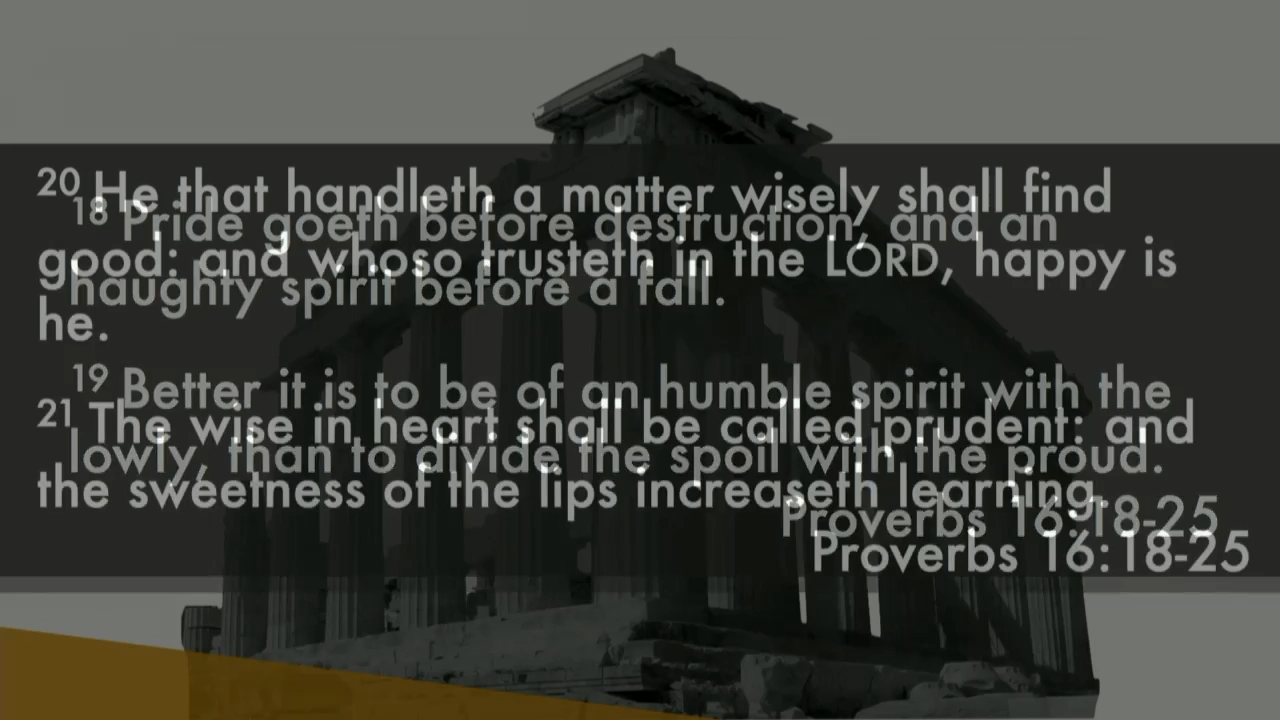 18 Pride goeth before destruction, and an
haughty spirit before a fall.
19 Better it is to be of an humble spirit with the
lowly, than to divide the spoil with the proud.
Proverbs 16:18-25
20 He that handleth a matter wisely shall find
good: and whoso trusteth in the LORD, happy is
he.
21 The wise in heart shall be called prudent: and
the sweetness of the lips increaseth learning.
Proverbs 16:18-25